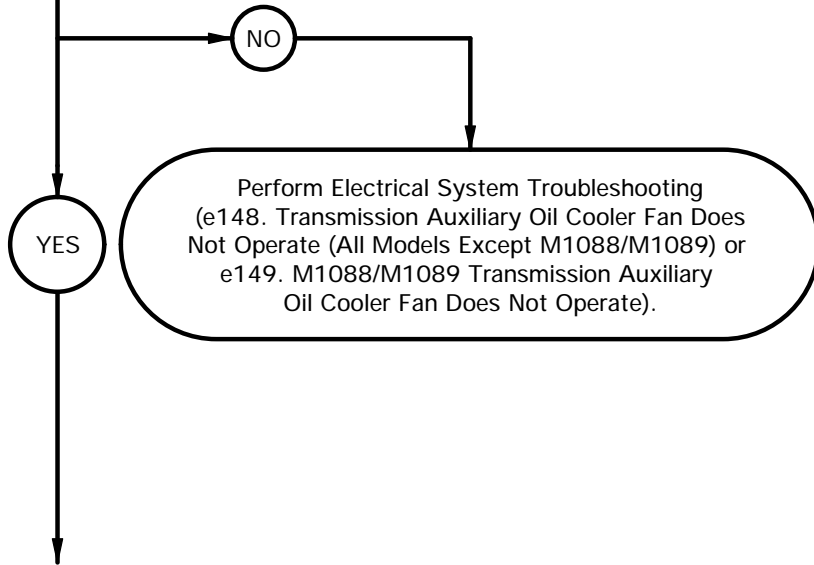 NO
YES
Perform Electrical System Troubleshooting
(e148. Transmission Auxiliary Oil Cooler Fan Does
Not Operate (All Models Except M1088/M1089) or
e149. M1088/M1089 Transmission Auxiliary
Oil Cooler Fan Does Not Operate).